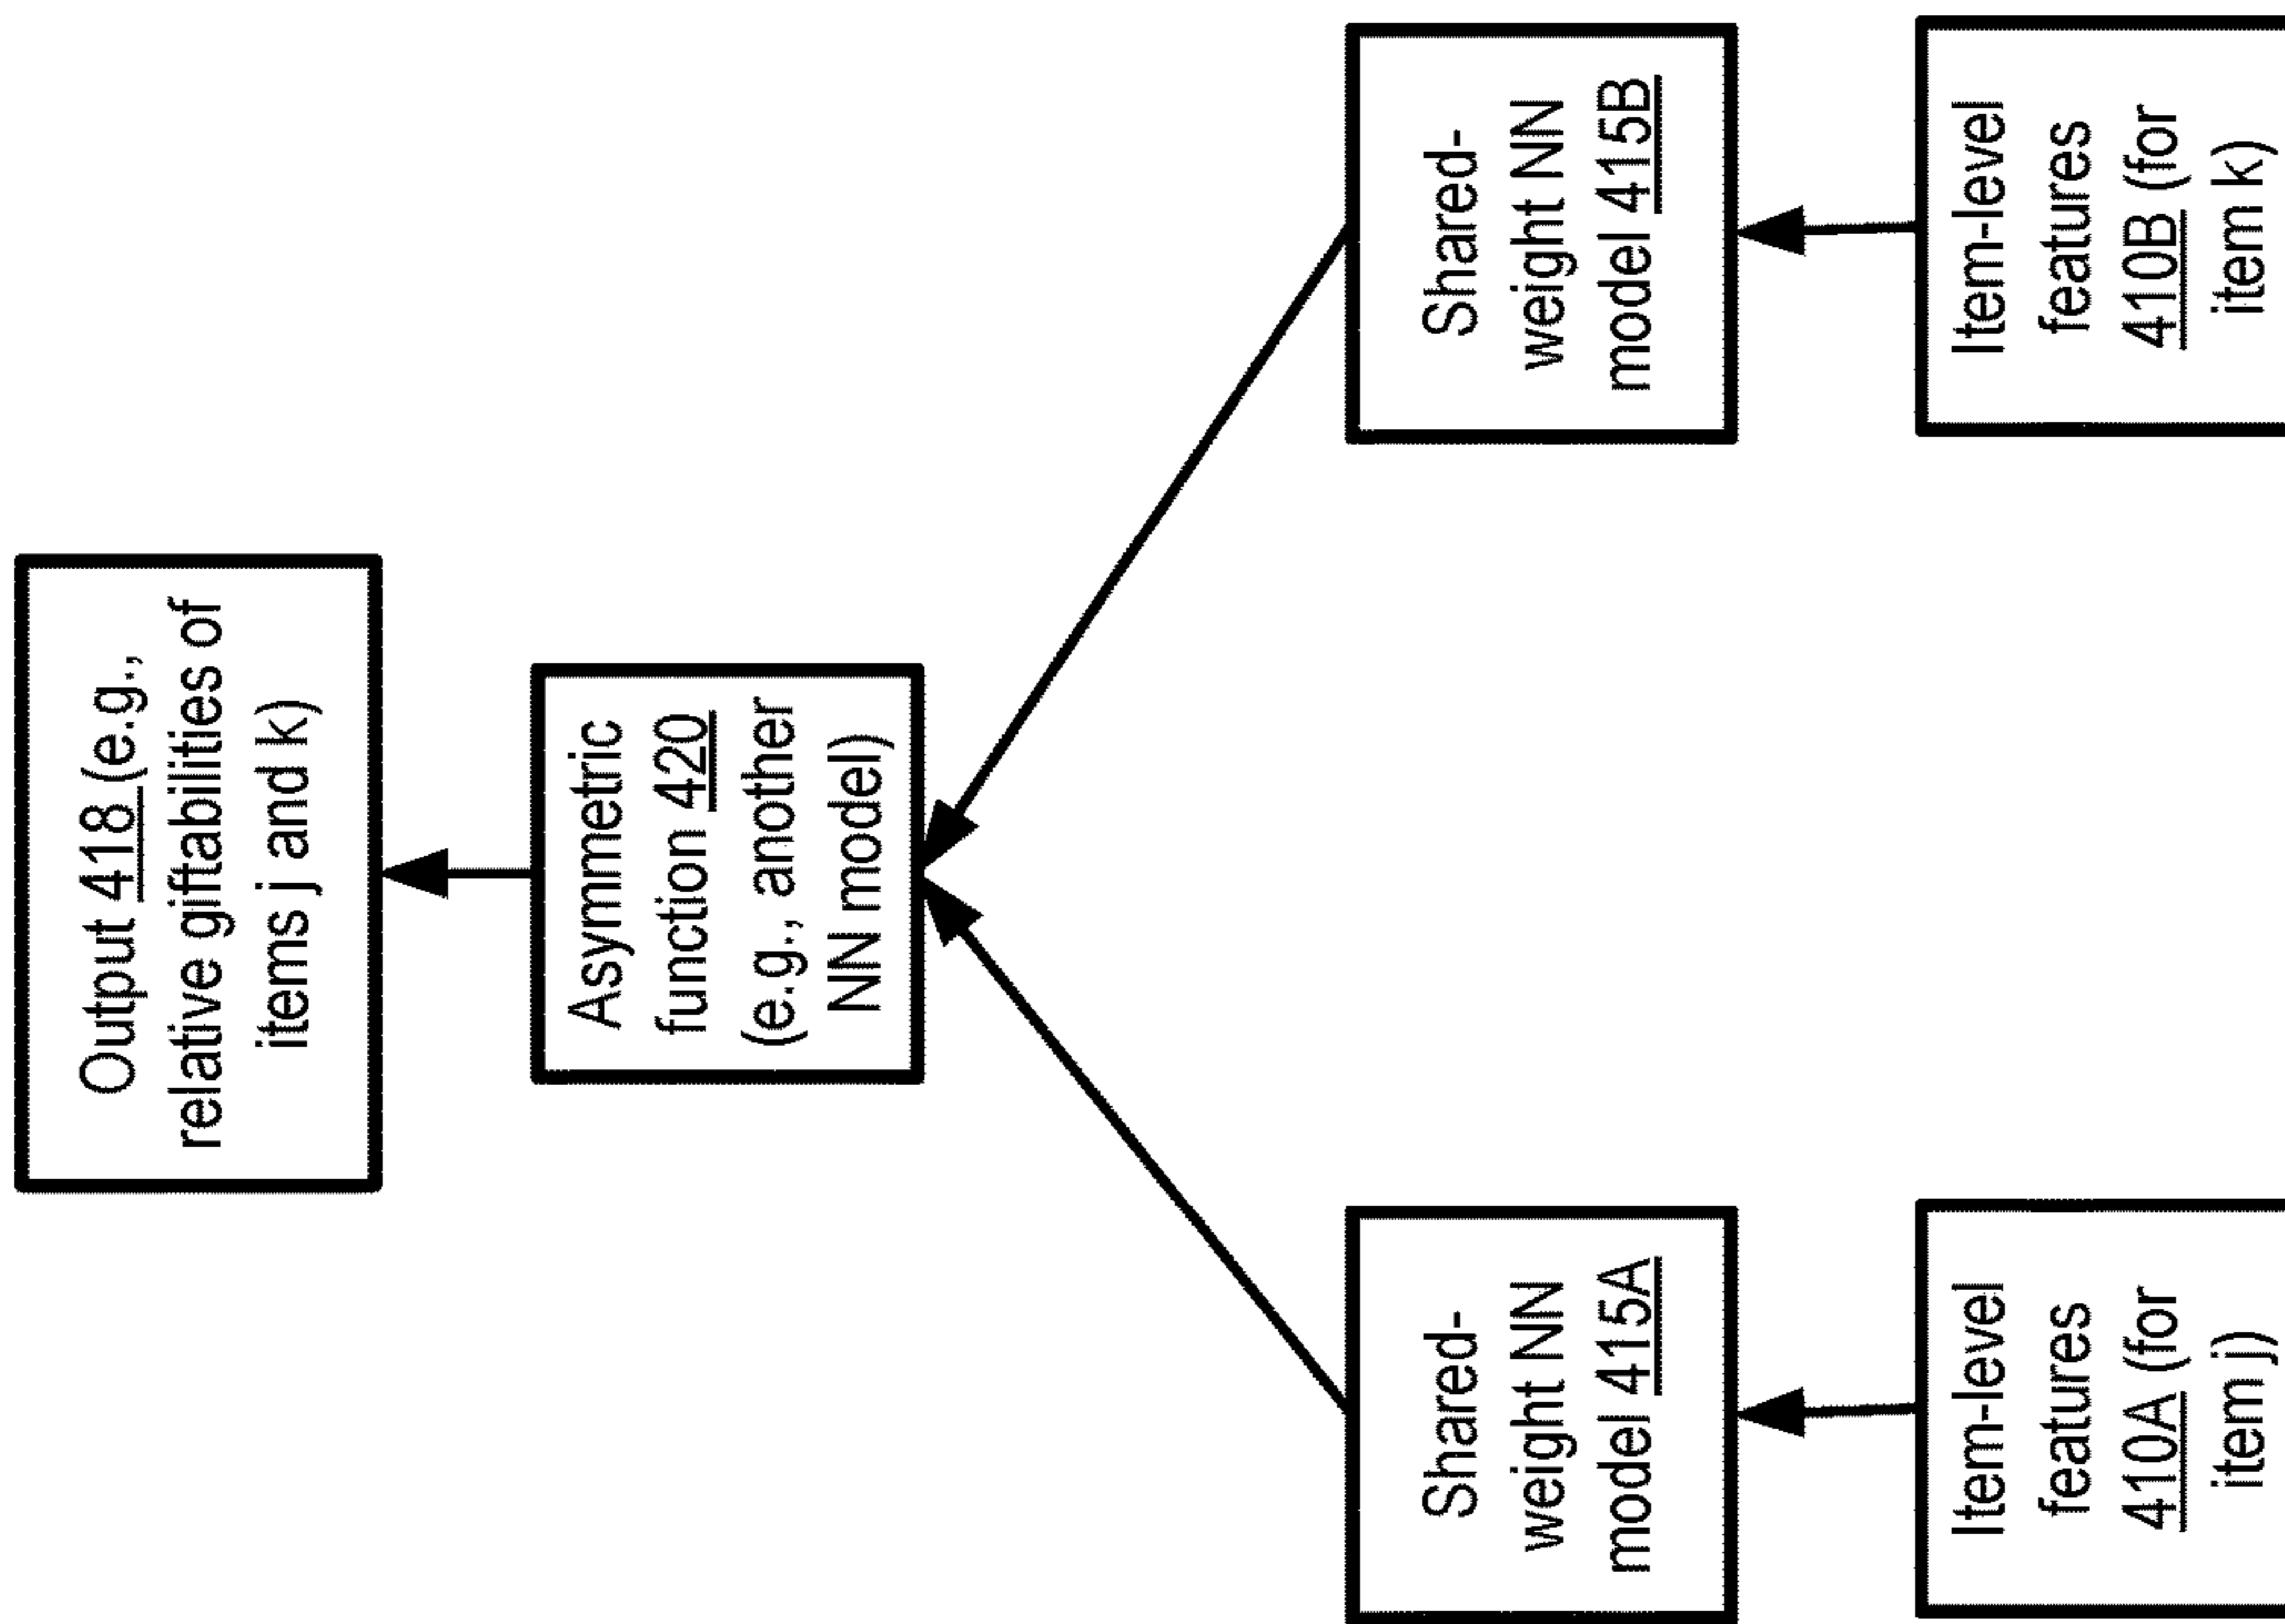 Output 418 (e.g.,
relative giftabilities of
items j and k)
Asymmetric
function 420
(e.g., another
NN model)
Shared-
weight NN
model 415A
Shared-
weight NN
model 415B
Item-level
features
410A (for
item j)
Item-level
features
410B (for
item k)